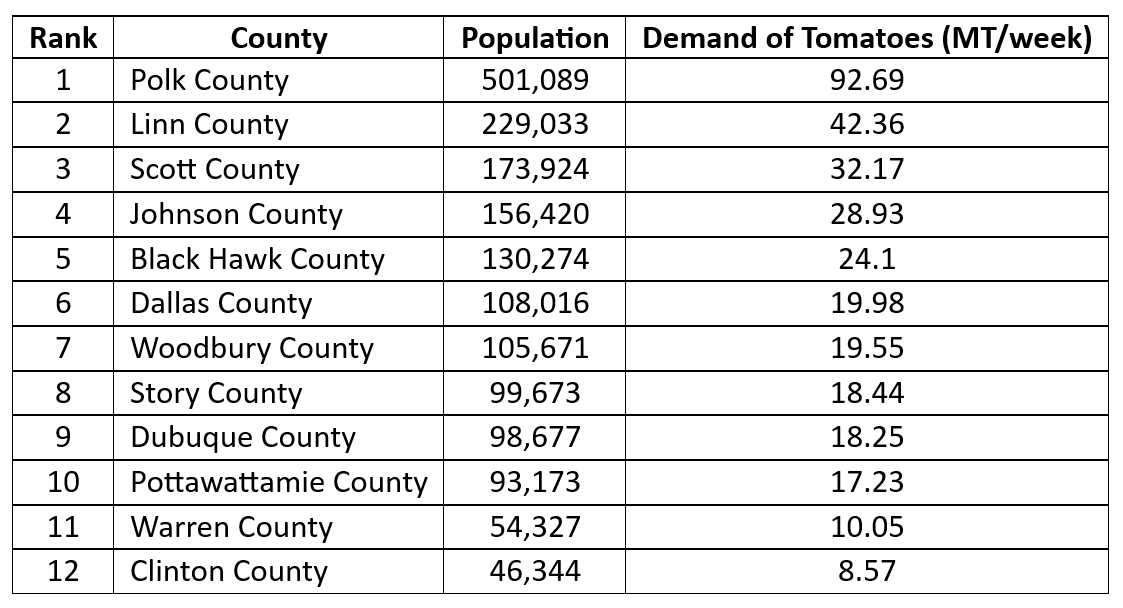 Rank County Population Demand of Tomatoes (MT/week)
1 Polk County 501,089 92.69
2 Linn County 229,033 42.36
3 Scott County 173,924 32.17
4 Johnson County 156,420 28.93
5 Black Hawk County 130,274 24.1
6 Dallas County 108,016 19.98
7 Woodbury County 105,671 19.55
8 Story County 99,673 18.44
9 Dubuque County 98,677 18.25
10 Pottawattamie County 93,173 17.23
11 Warren County 54,327 10.05
12 Clinton County 46,344 8.57